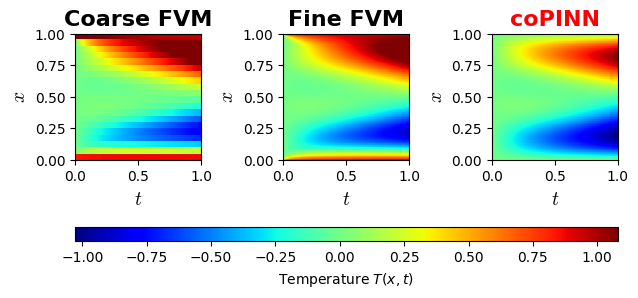 Coarse FVM Fine FVM coPINN
1.00 1.00 1.00
0.75 0.75 0.75
x 0.50 x 0.50 x 0.50
0.25 0.25 0.25
0.00 0.00 0.00
0.0 0.5 1.0 0.0 0.5 1.0 0.0 0.5 1.0
t t t
−1.00 −0.75 −0.50 −0.25 0.00 0.25 0.50 0.75 1.00
Temperature T(x, t)